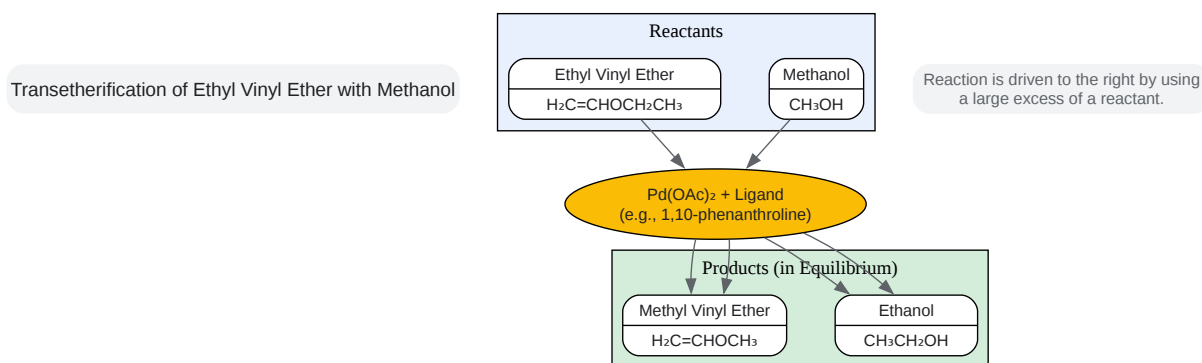 Transetherification of Ethyl Vinyl Ether with Methanol
Reactants
Ethyl Vinyl Ether
H₂C=CHOCH₂CH₃
Methanol
CH₃OH
Reaction is driven to the right by using
a large excess of a reactant.
Pd(OAc)₂ + Ligand
(e.g., 1,10-phenanthroline)
Products (in Equilibrium)
Methyl Vinyl Ether
H₂C=CHOCH₃
Ethanol
CH₃CH₂OH